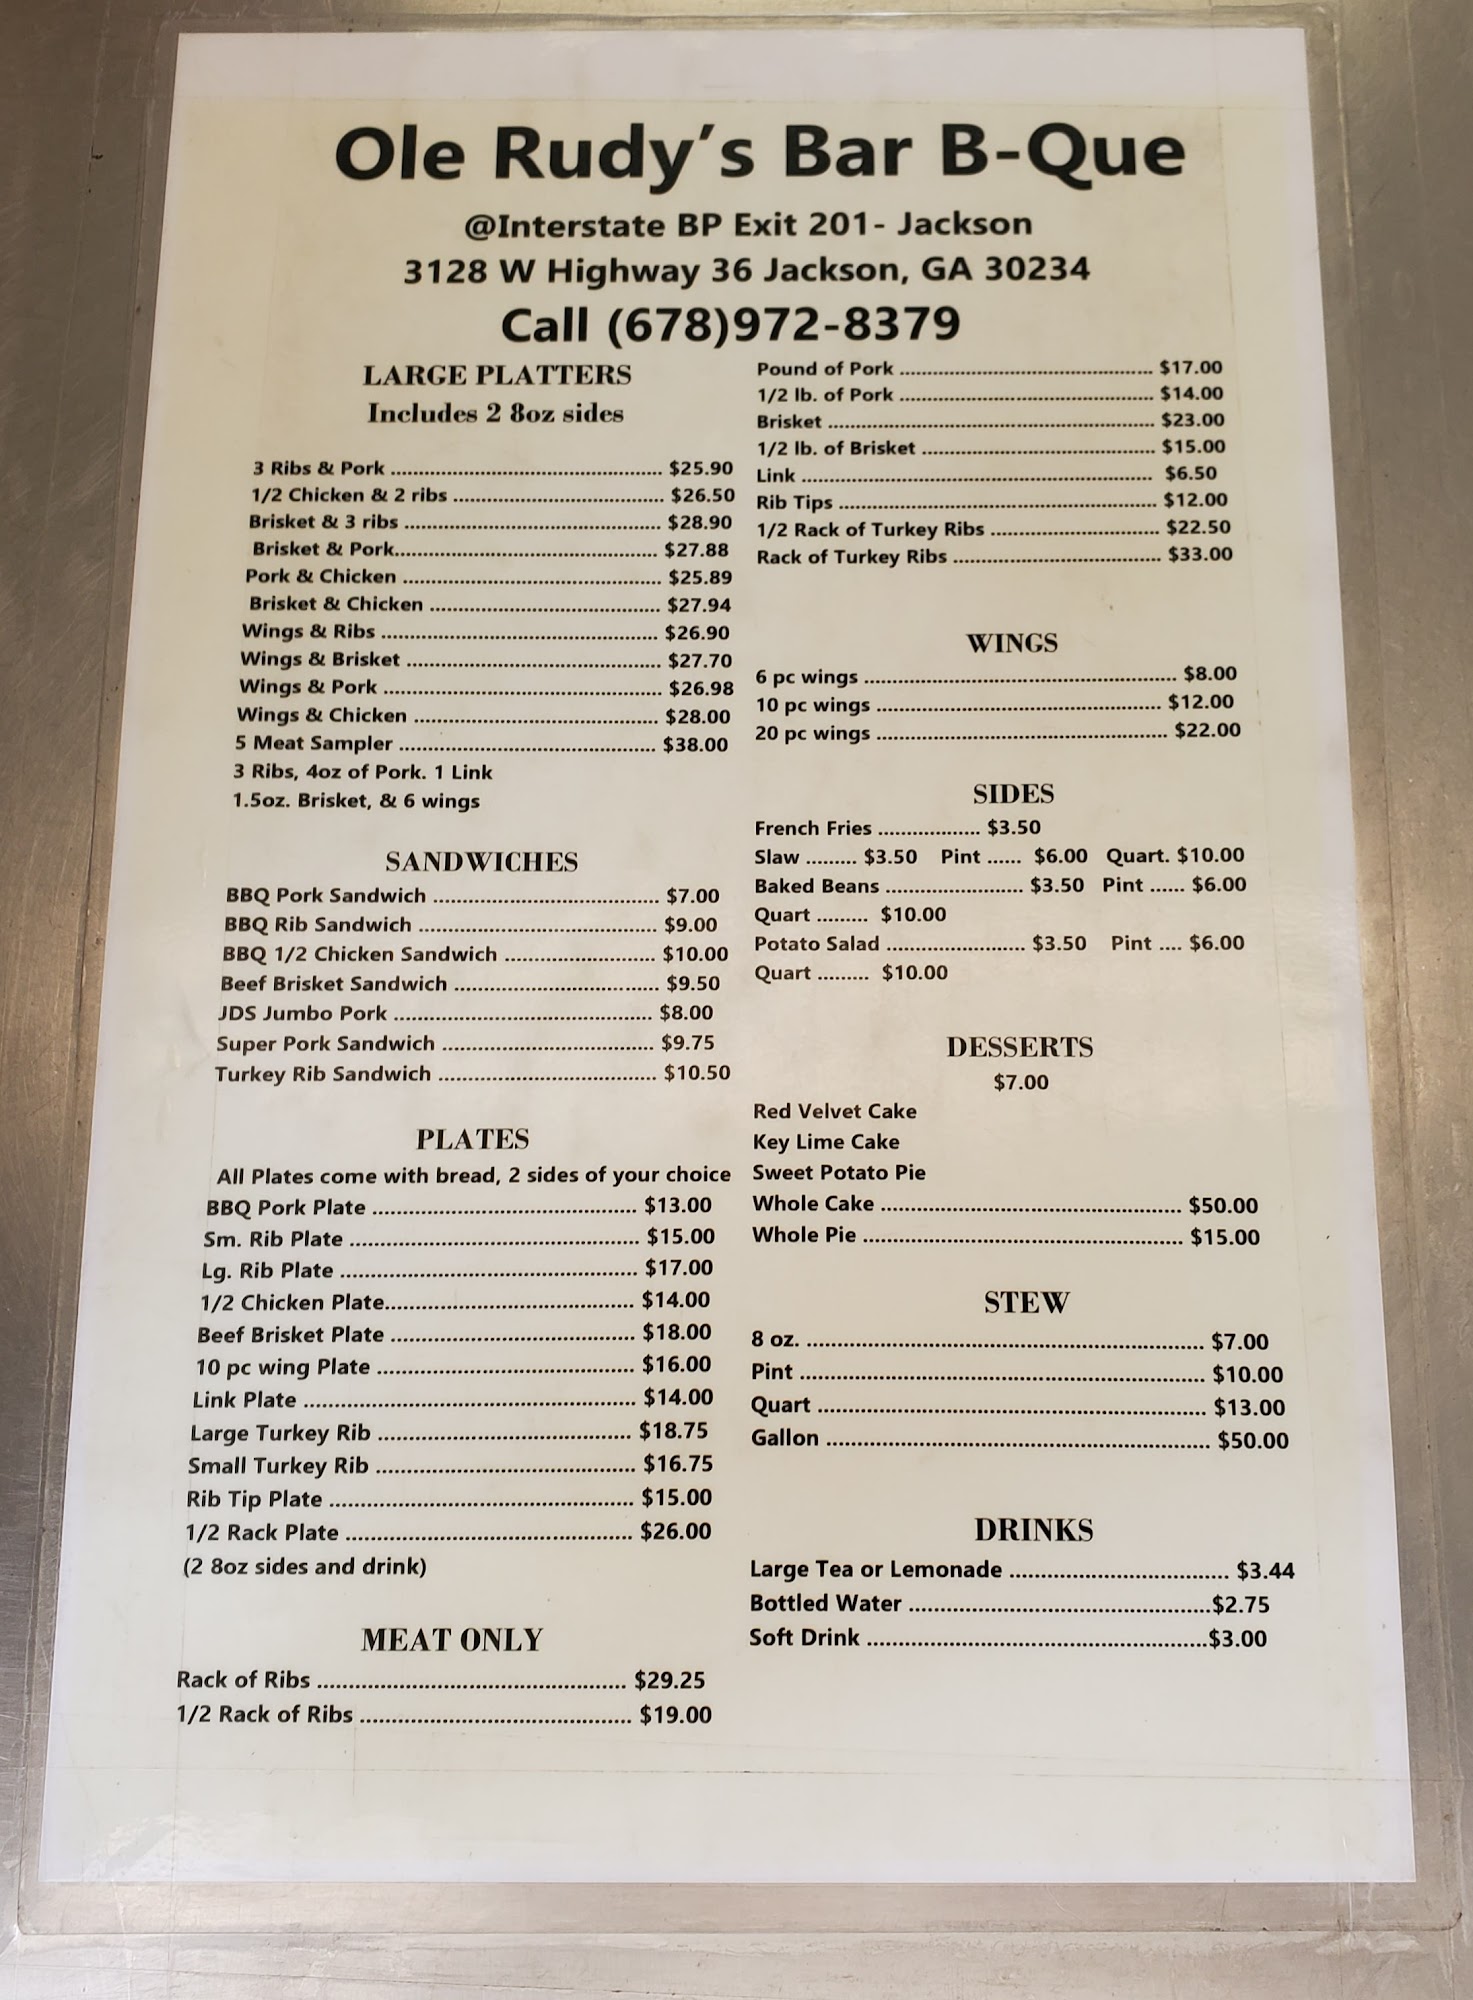 Ole Rudy's Bar B-Que
@Interstate BP Exit 201- Jackson
3128 W Highway 36 Jackson, GA 30234
Call (678)972-8379
LARGE PLATTERS
Includes 2 8oz sides
3 Ribs & Pork ........................................ $25.90
1/2 Chicken & 2 ribs ................................ $26.50
Brisket & 3 ribs ....................................... $28.90
Brisket & Pork........................................ $27.88
Pork & Chicken ....................................... $25.89
Brisket & Chicken ................................... $27.94
Wings & Ribs .......................................... $26.90
Wings & Brisket ...................................... $27.70
Wings & Pork .......................................... $26.98
Wings & Chicken ..................................... $28.00
5 Meat Sampler ....................................... $38.00
3 Ribs, 4oz of Pork. 1 Link
1.5oz. Brisket, & 6 wings
SANDWICHES
BBQ Pork Sandwich .................................. $7.00
BBQ Rib Sandwich .................................... $9.00
BBQ 1/2 Chicken Sandwich ....................... $10.00
Beef Brisket Sandwich ............................... $9.50
JDS Jumbo Pork ....................................... $8.00
Super Pork Sandwich ................................ $9.75
Turkey Rib Sandwich ................................. $10.50
PLATES
All Plates come with bread, 2 sides of your choice
BBQ Pork Plate ........................................ $13.00
Sm. Rib Plate ........................................... $15.00
Lg. Rib Plate ............................................ $17.00
1/2 Chicken Plate...................................... $14.00
Beef Brisket Plate ..................................... $18.00
10 pc wing Plate ....................................... $16.00
Link Plate ................................................. $14.00
Large Turkey Rib ...................................... $18.75
Small Turkey Rib ....................................... $16.75
Rib Tip Plate ............................................. $15.00
1/2 Rack Plate ........................................... $26.00
(2 8oz sides and drink)
MEAT ONLY
Rack of Ribs .............................................. $29.25
1/2 Rack of Ribs ........................................ $19.00
Pound of Pork .......................................... $17.00
1/2 lb. of Pork .......................................... $14.00
Brisket ..................................................... $23.00
1/2 lb. of Brisket ...................................... $15.00
Link ......................................................... $6.50
Rib Tips ................................................... $12.00
1/2 Rack of Turkey Ribs ........................... $22.50
Rack of Turkey Ribs ................................. $33.00
WINGS
6 pc wings ................................................ $8.00
10 pc wings .............................................. $12.00
20 pc wings .............................................. $22.00
SIDES
French Fries .................. $3.50
Slaw ......... $3.50 Pint ...... $6.00 Quart. $10.00
Baked Beans ........................ $3.50 Pint ...... $6.00
Quart ......... $10.00
Potato Salad ........................ $3.50 Pint .... $6.00
Quart ......... $10.00
DESSERTS
$7.00
Red Velvet Cake
Key Lime Cake
Sweet Potato Pie
Whole Cake .............................................. $50.00
Whole Pie ................................................. $15.00
STEW
8 oz. ......................................................... $7.00
Pint .......................................................... $10.00
Quart ....................................................... $13.00
Gallon ...................................................... $50.00
DRINKS
Large Tea or Lemonade .................................. $3.44
Bottled Water ..............................................$2.75
Soft Drink ....................................................$3.00